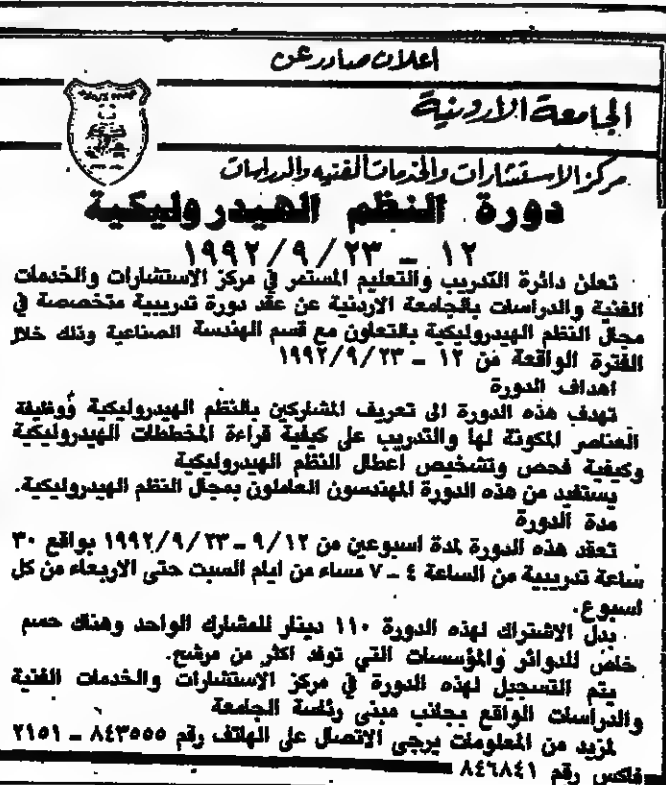 اعلان صادر عن
الجامعة الاردنية
مركز الاستشارات والخدمات الفنية والدراسات
دورة النظم الهيدروليكية
١٢ - ١٩٩٢/٩/٢٣
تعلن دائرة التدريب والتعليم المستمر في مركز الاستشارات والخدمات
الفنية والدراسات بالجامعة الاردنية عن عقد دورة تدريبية متخصصة في
مجال النظم الهيدروليكية بالتعاون مع قسم الهندسة الصناعية وذلك خلال
الفترة الواقعة من ١٢ - ١٩٩٢/٩/٢٣
اهداف الدورة
تهدف هذه الدورة الى تعريف المشاركين بالنظم الهيدروليكية ووظيفة
العناصر المكونة لها والتدريب على كيفية قراءة المخططات الهيدروليكية
وكيفية فحص وتشخيص اعطال النظم الهيدروليكية
يستفيد من هذه الدورة المهندسون العاملون بمجال النظم الهيدروليكية.
مدة الدورة
تعقد هذه الدورة لمدة اسبوعين من ٩/١٢ - ١٩٩٢/٩/٢٣ بواقع ٣٠
ساعة تدريبية من الساعة ٤ - ٧ مساء من ايام السبت حتى الاربعاء من كل
اسبوع.
بدل الاشتراك لهذه الدورة ١١٠ دينار للمشارك الواحد وهناك حسم
خاص للدوائر والمؤسسات التي توفد اكثر من مرشح.
يتم التسجيل لهذه الدورة في مركز الاستشارات والخدمات الفنية
والدراسات الواقع بجانب مبنى رئاسة الجامعة
لمزيد من المعلومات يرجى الاتصال على الهاتف رقم ٨٤٣٥٥٥ - ٢١٥١
فاكس رقم ٨٤٦٨٤١